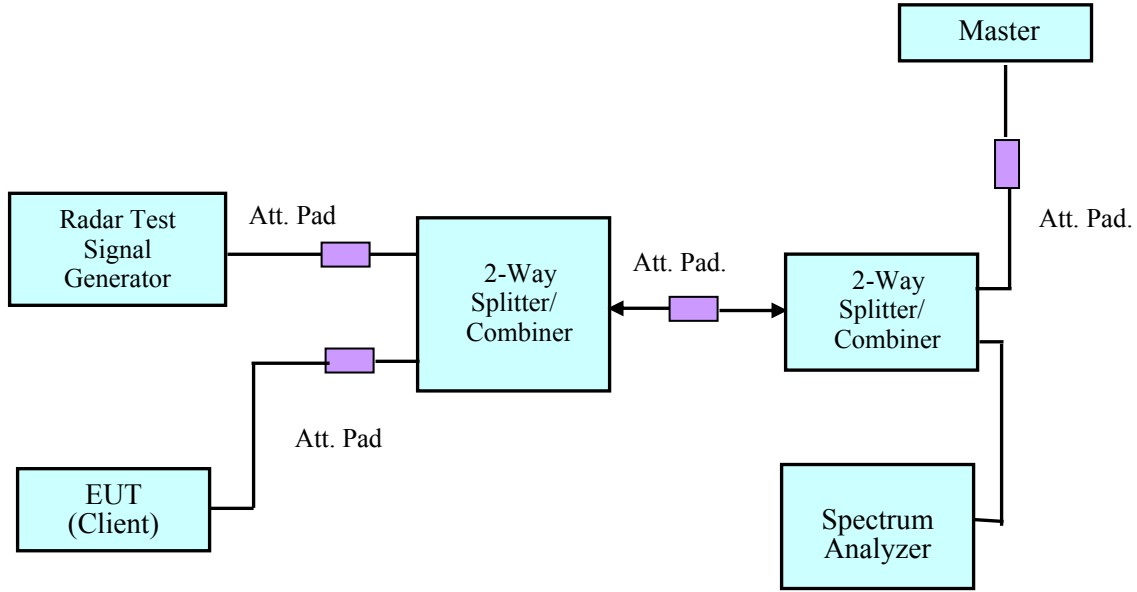 Master
Att. Pad.
Radar Test
Signal
Generator
Att. Pad
2-Way
Splitter/
Combiner
Att. Pad.
2-Way
Splitter/
Combiner
Att. Pad
EUT
(Client)
Spectrum
Analyzer